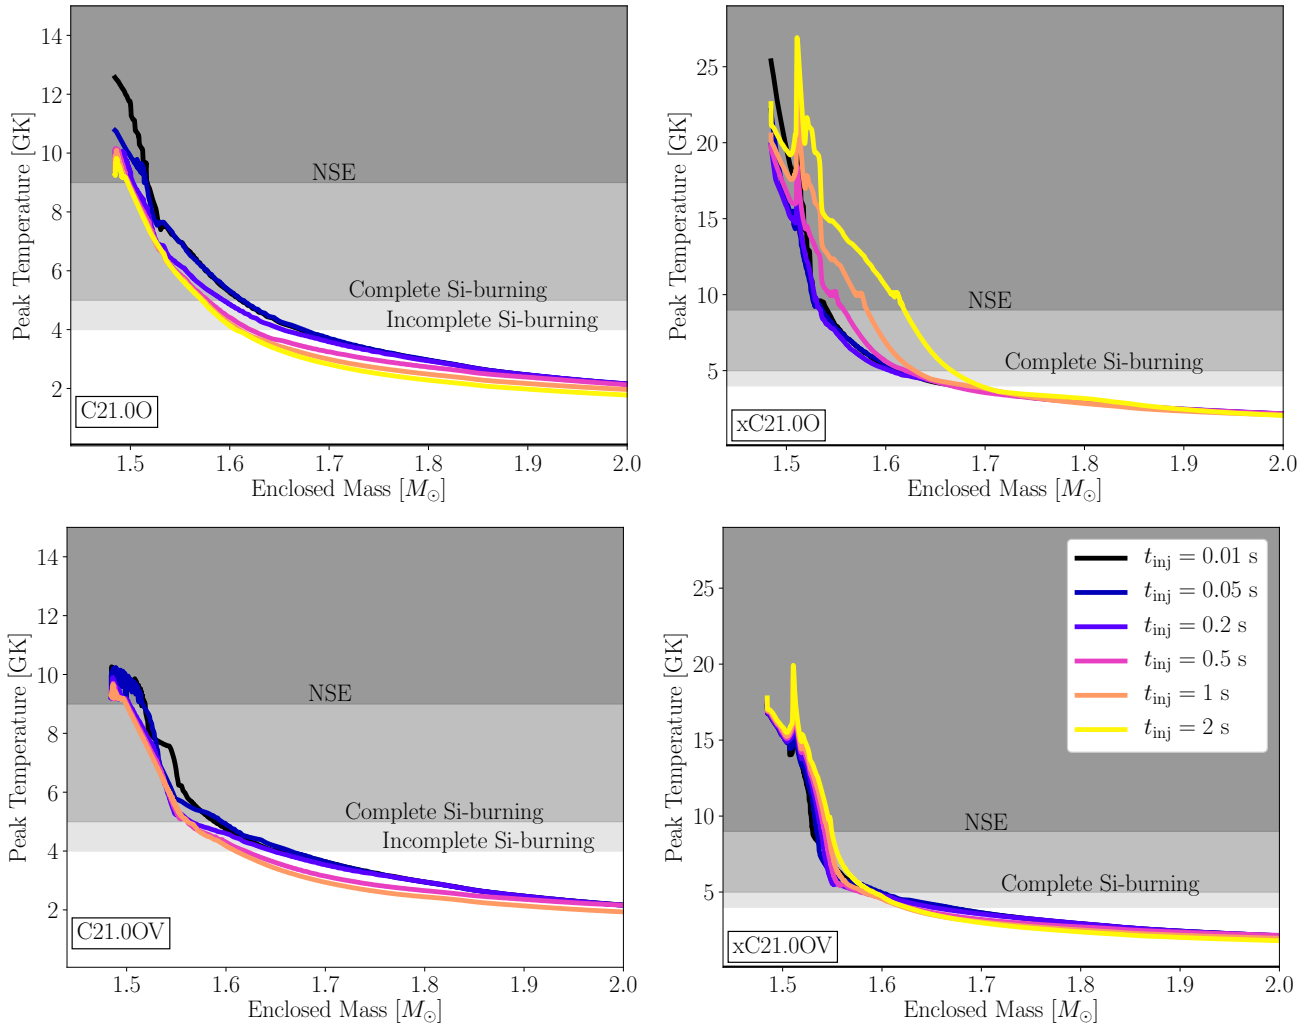 14
12
10
8
6
4
2
Peak Temperature [GK]
NSE
Complete Si-burning
Incomplete Si-burning
C21.0O
1.5 1.6 1.7 1.8 1.9 2.0
Enclosed Mass [M⊙]
25
20
15
10
5
Peak Temperature [GK]
NSE
Complete Si-burning
xC21.0O
1.5 1.6 1.7 1.8 1.9 2.0
Enclosed Mass [M⊙]
14
12
10
8
6
4
2
Peak Temperature [GK]
NSE
Complete Si-burning
Incomplete Si-burning
C21.0OV
1.5 1.6 1.7 1.8 1.9 2.0
Enclosed Mass [M⊙]
25
20
15
10
5
Peak Temperature [GK]
t_inj = 0.01 s
t_inj = 0.05 s
t_inj = 0.2 s
t_inj = 0.5 s
t_inj = 1 s
t_inj = 2 s
NSE
Complete Si-burning
xC21.0OV
1.5 1.6 1.7 1.8 1.9 2.0
Enclosed Mass [M⊙]